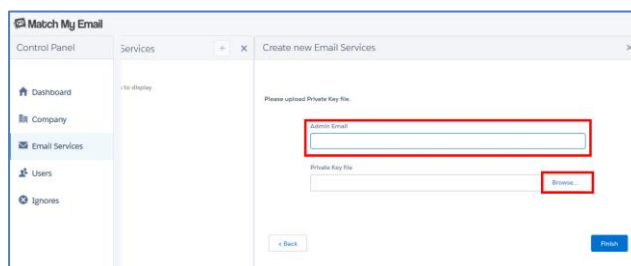 Match My Email
Control Panel
Services
+
×
Create new Email Services
×
Dashboard
to display.
Please upload Private Key file.
Company
Admin Email
Email Services
Users
Private Key file
Browse...
Ignores
< Back
Finish